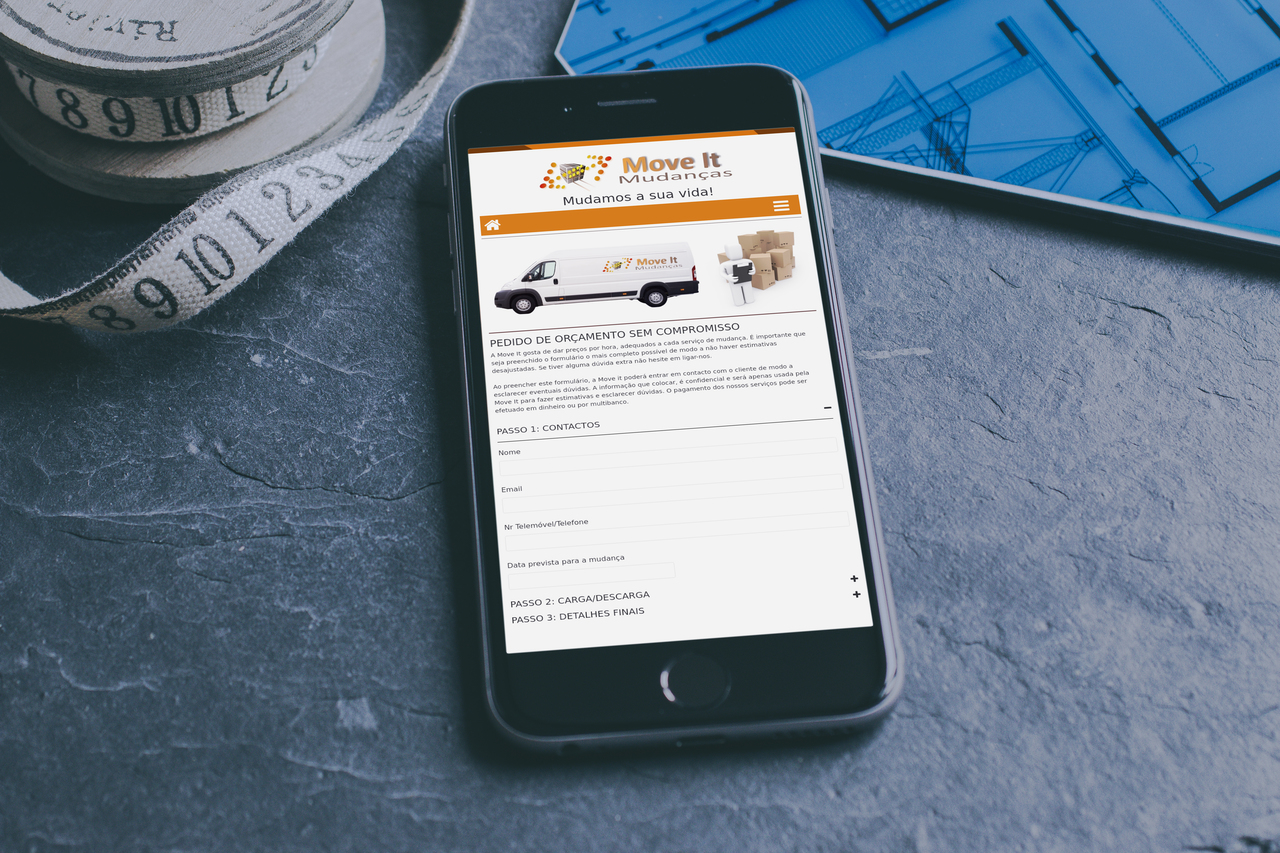 River
7 8 9 10 1 2 3
8 9 10 1 2 3 4
Move It
Mudanças
Mudamos a sua vida!
Move It
Mudanças
PEDIDO DE ORÇAMENTO SEM COMPROMISSO
A Move It gosta de dar preços por hora, adequados a cada serviço de mudança. É importante que
seja preenchido o formulário o mais completo possível de modo a não haver estimativas
desajustadas. Se tiver alguma dúvida extra não hesite em ligar-nos.
Ao preencher este formulário, a Move it poderá entrar em contacto com o cliente de modo a
esclarecer eventuais dúvidas. A informação que colocar, é confidencial e será apenas usada pela
Move It para fazer estimativas e esclarecer dúvidas. O pagamento dos nossos serviços pode ser
efetuado em dinheiro ou por multibanco.
PASSO 1: CONTACTOS
Nome
Email
Nr Telemóvel/Telefone
Data prevista para a mudança
PASSO 2: CARGA/DESCARGA
PASSO 3: DETALHES FINAIS